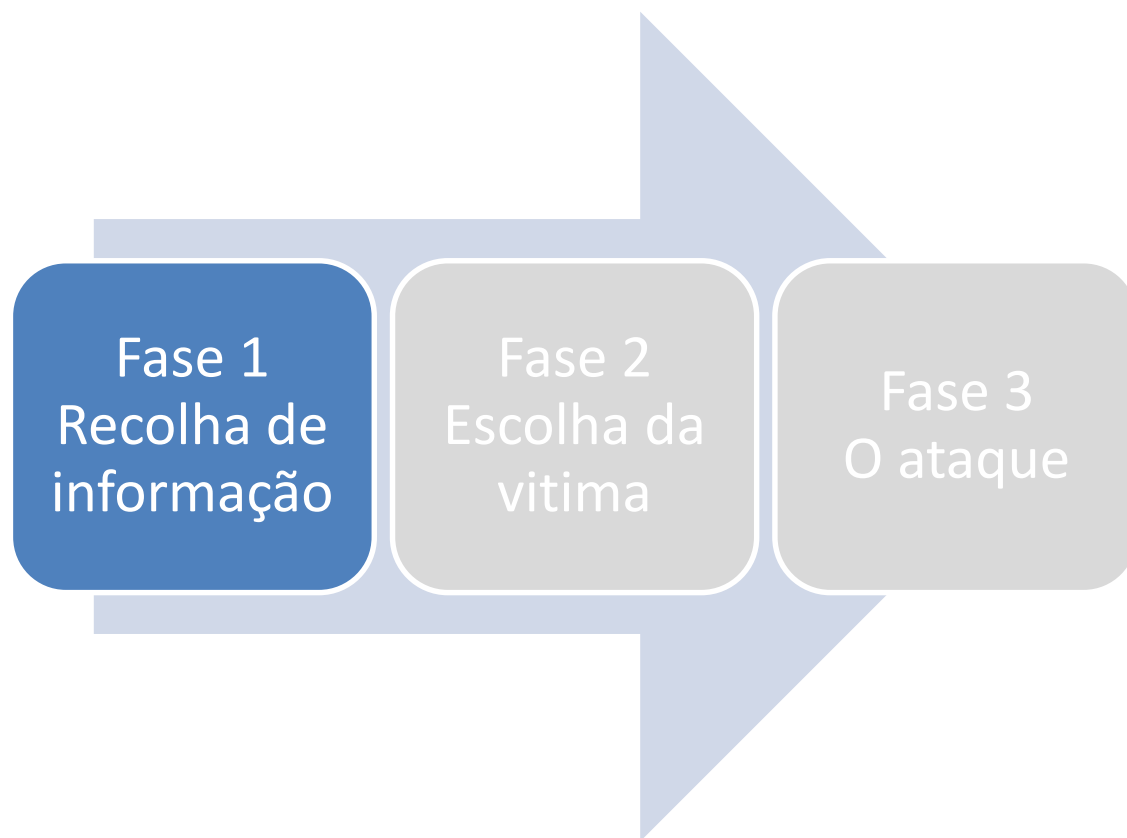 Fase 1
Recolha de
informação
Fase 2
Escolha da
vitima
Fase 3
O ataque